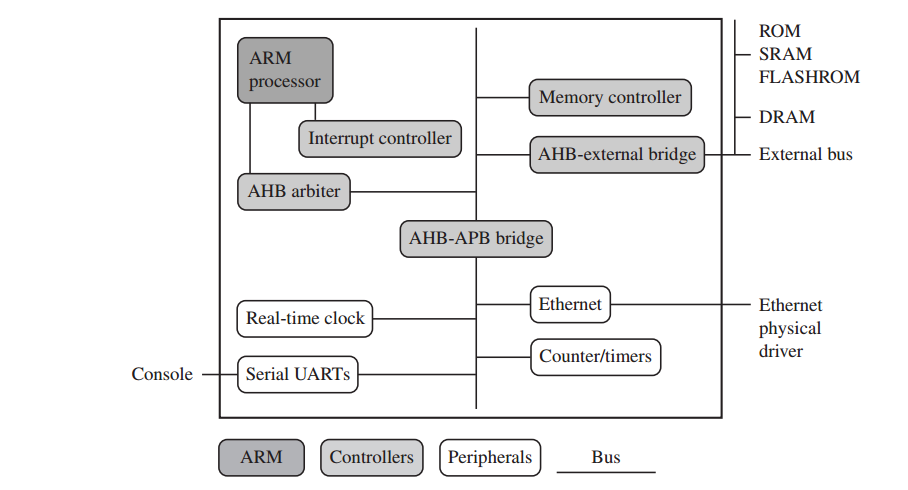 ARM
processor
Interrupt controller
AHB arbiter
Memory controller
AHB-external bridge
AHB-APB bridge
ROM
SRAM
FLASHROM
DRAM
External bus
Real-time clock
Ethernet
Ethernet
physical
driver
Counter/timers
Console
Serial UARTs
ARM
Controllers
Peripherals
Bus